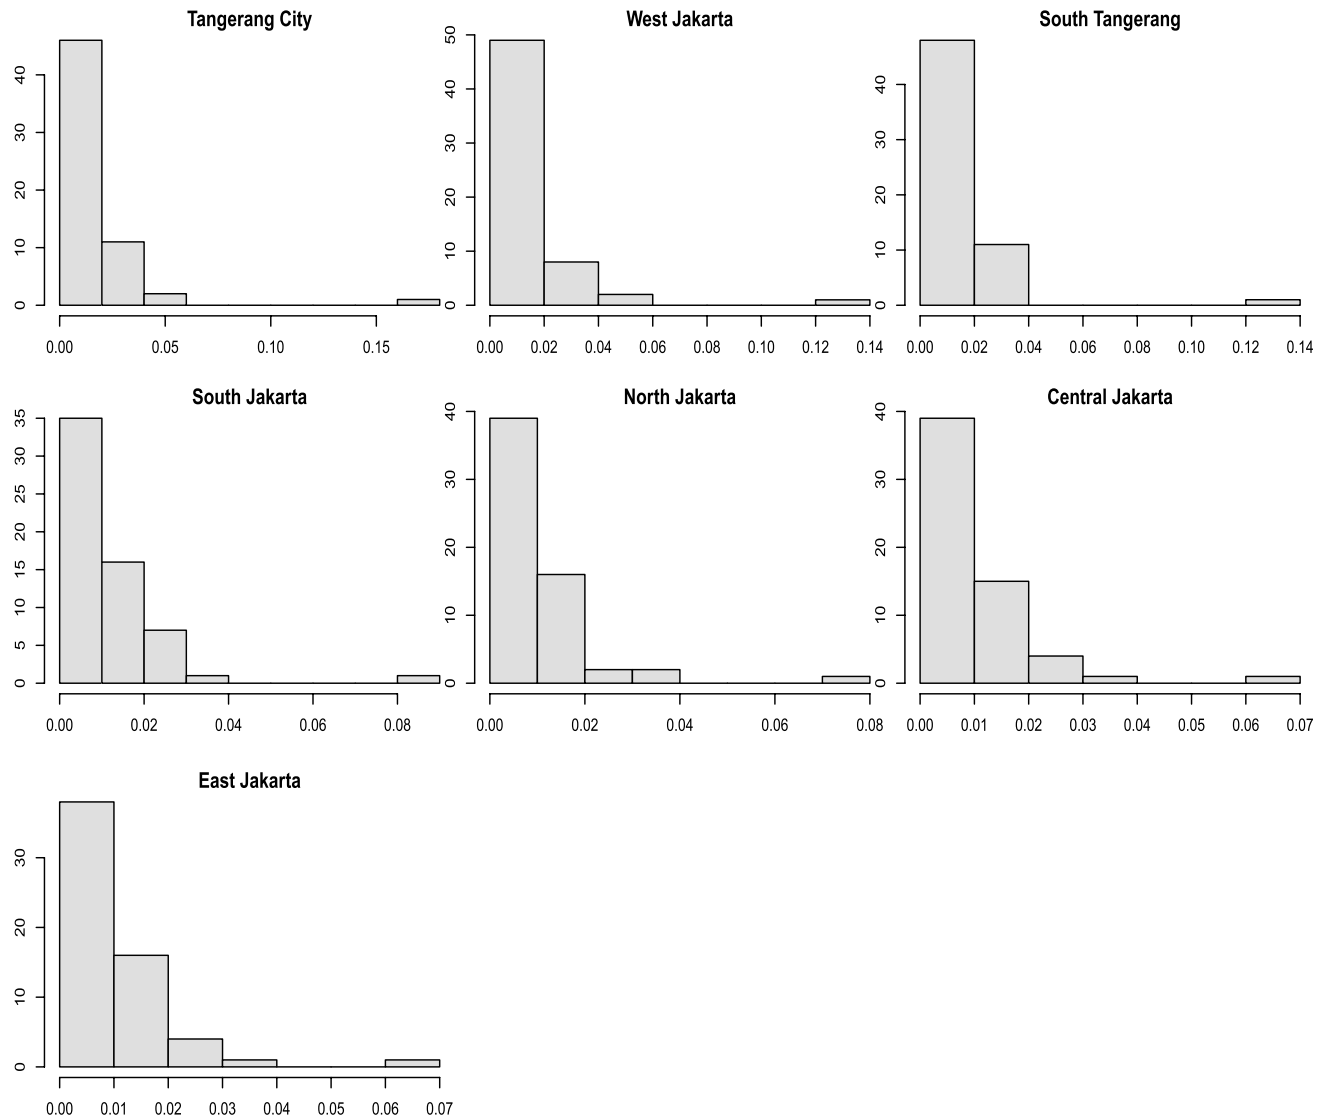 Tangerang City
40
30
20
10
0
0.00 0.05 0.10 0.15
West Jakarta
50
40
30
20
10
0
0.00 0.02 0.04 0.06 0.08 0.10 0.12 0.14
South Tangerang
40
30
20
10
0
0.00 0.02 0.04 0.06 0.08 0.10 0.12 0.14
South Jakarta
35
30
25
20
15
10
5
0
0.00 0.02 0.04 0.06 0.08
North Jakarta
40
30
20
10
0
0.00 0.02 0.04 0.06 0.08
Central Jakarta
40
30
20
10
0
0.00 0.01 0.02 0.03 0.04 0.05 0.06 0.07
East Jakarta
30
20
10
0
0.00 0.01 0.02 0.03 0.04 0.05 0.06 0.07